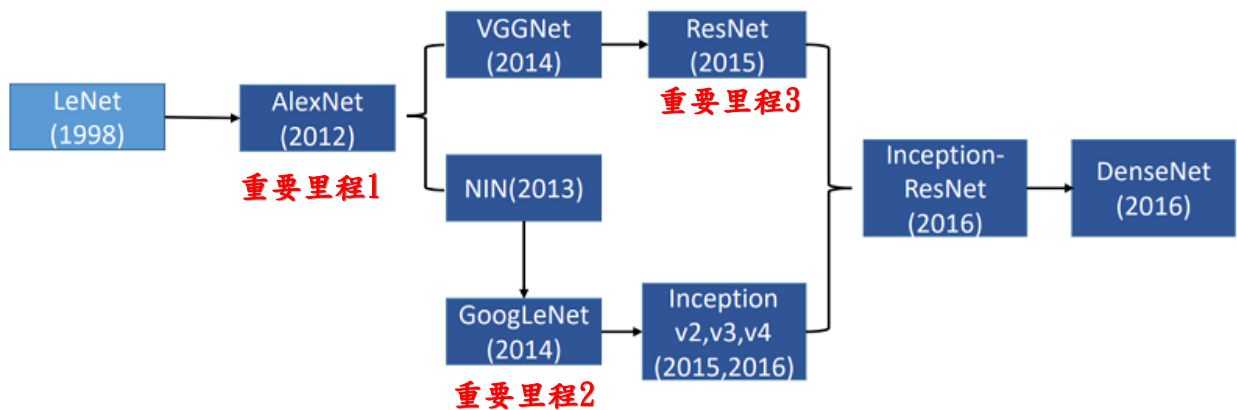 LeNet
(1998)
AlexNet
(2012)
重要里程1
VGGNet
(2014)
ResNet
(2015)
重要里程3
NIN(2013)
GoogLeNet
(2014)
重要里程2
Inception
v2,v3,v4
(2015,2016)
Inception-
ResNet
(2016)
DenseNet
(2016)